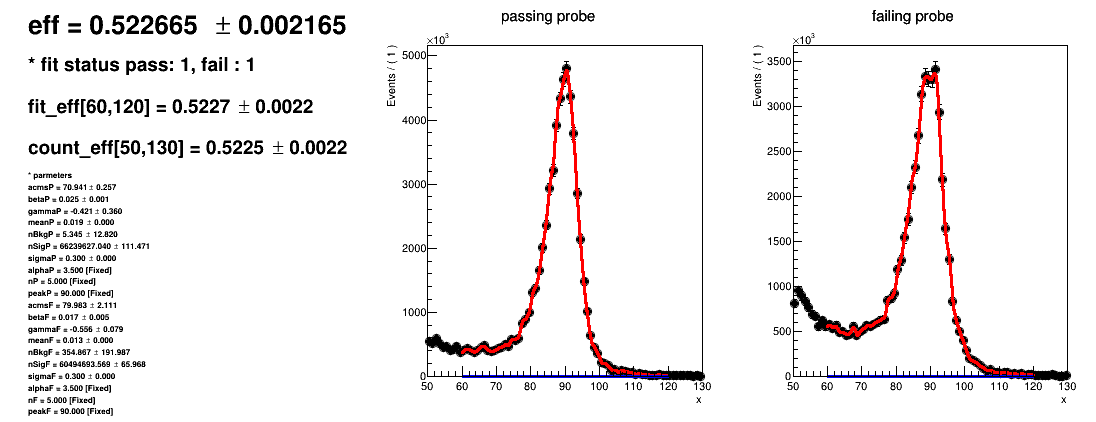 eff = 0.522665 ± 0.002165
* fit status pass: 1, fail : 1
fit_eff[60,120] = 0.5227 ± 0.0022
count_eff[50,130] = 0.5225 ± 0.0022
* parmeters
acmsP = 70.941 ± 0.257
betaP = 0.025 ± 0.001
gammaP = -0.421 ± 0.360
meanP = 0.019 ± 0.000
nBkgP = 5.345 ± 12.820
nSigP = 66239627.040 ± 111.471
sigmaP = 0.300 ± 0.000
alphaP = 3.500 [Fixed]
nP = 5.000 [Fixed]
peakP = 90.000 [Fixed]
acmsF = 79.983 ± 2.111
betaF = 0.017 ± 0.005
gammaF = -0.556 ± 0.079
meanF = 0.013 ± 0.000
nBkgF = 354.867 ± 191.987
nSigF = 60494693.569 ± 65.968
sigmaF = 0.300 ± 0.000
alphaF = 3.500 [Fixed]
nF = 5.000 [Fixed]
peakF = 90.000 [Fixed]
passing probe
×10³
Events / ( 1 )
5000
4000
3000
2000
1000
0
50 60 70 80 90 100 110 120 130
x
failing probe
×10³
Events / ( 1 )
3500
3000
2500
2000
1500
1000
500
0
50 60 70 80 90 100 110 120 130
x